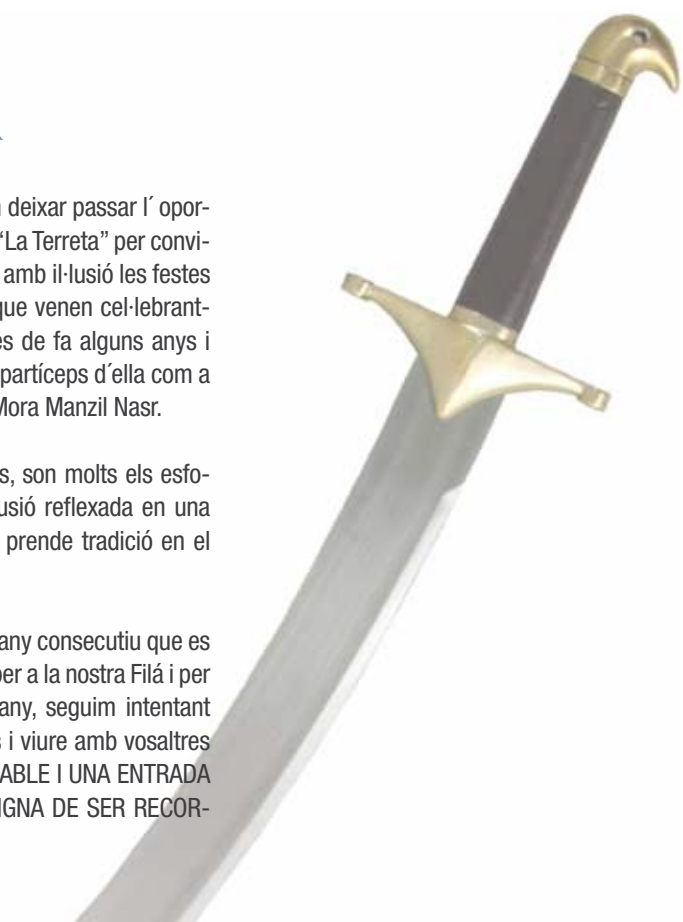 deixar passar l´ opor-
“La Terreta” per convi-
amb il·lusió les festes
que venen cel·lebrant-
es de fa alguns anys i
partíceps d´ella com a
Mora Manzil Nasr.
s, son molts els esfo-
usió reflexada en una
prende tradició en el
any consecutiu que es
per a la nostra Filá i per
any, seguim intentant
s i viure amb vosaltres
ABLE I UNA ENTRADA
IGNA DE SER RECOR-